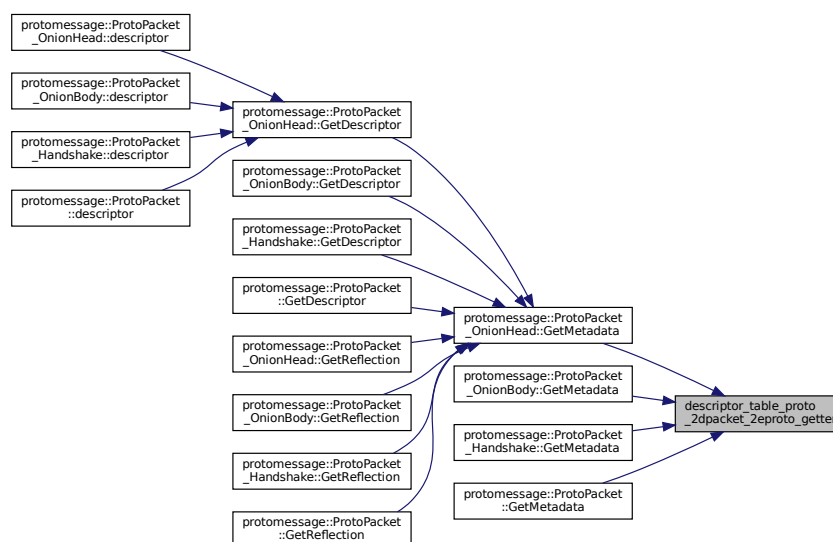 protomessage::ProtoPacket
_OnionHead::descriptor
protomessage::ProtoPacket
_OnionBody::descriptor
protomessage::ProtoPacket
_Handshake::descriptor
protomessage::ProtoPacket
::descriptor
protomessage::ProtoPacket
_OnionHead::GetDescriptor
protomessage::ProtoPacket
_OnionBody::GetDescriptor
protomessage::ProtoPacket
_Handshake::GetDescriptor
protomessage::ProtoPacket
::GetDescriptor
protomessage::ProtoPacket
_OnionHead::GetReflection
protomessage::ProtoPacket
_OnionBody::GetReflection
protomessage::ProtoPacket
_Handshake::GetReflection
protomessage::ProtoPacket
::GetReflection
protomessage::ProtoPacket
_OnionHead::GetMetadata
protomessage::ProtoPacket
_OnionBody::GetMetadata
protomessage::ProtoPacket
_Handshake::GetMetadata
protomessage::ProtoPacket
::GetMetadata
descriptor_table_proto
_2dpacket_2eproto_getter